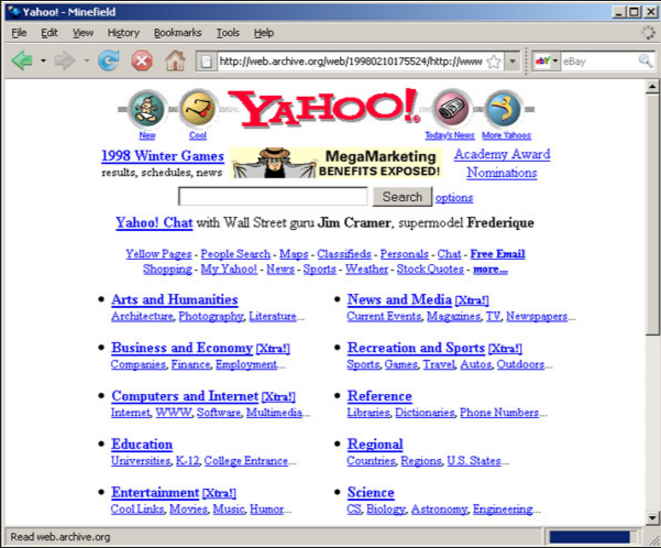 Yahoo! - Minefield
File Edit View History Bookmarks Tools Help
http://web.archive.org/web/19980210175524/http://www
eBay
New Cool YAHOO! Today's News More Yahoos
1998 Winter Games
results, schedules, news
MegaMarketing
BENEFITS EXPOSED!
Academy Award
Nominations
Search options
Yahoo! Chat with Wall Street guru Jim Cramer, supermodel Frederique
Yellow Pages - People Search - Maps - Classifieds - Personals - Chat - Free Email
Shopping - My Yahoo! - News - Sports - Weather - Stock Quotes - more...
Arts and Humanities
Architecture, Photography, Literature...
News and Media [Xtra!]
Current Events, Magazines, TV, Newspapers...
Business and Economy [Xtra!]
Companies, Finance, Employment...
Recreation and Sports [Xtra!]
Sports, Games, Travel, Autos, Outdoors...
Computers and Internet [Xtra!]
Internet, WWW, Software, Multimedia...
Reference
Libraries, Dictionaries, Phone Numbers...
Education
Universities, K-12, College Entrance...
Regional
Countries, Regions, U.S. States...
Entertainment [Xtra!]
Cool Links, Movies, Music, Humor...
Science
CS, Biology, Astronomy, Engineering...
Read web.archive.org